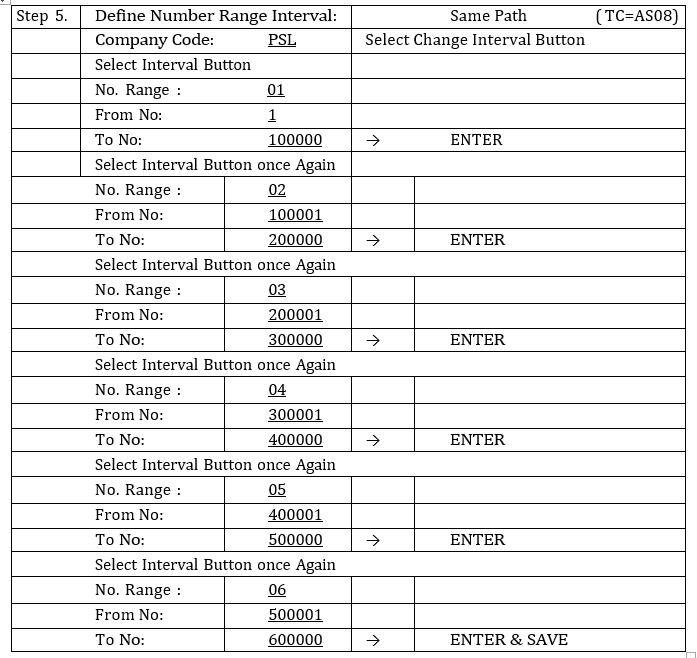 Step 5. Define Number Range Interval: Same Path ( TC=AS08)
Company Code: PSL Select Change Interval Button
Select Interval Button
No. Range : 01
From No: 1
To No: 100000 → ENTER
Select Interval Button once Again
No. Range : 02
From No: 100001
To No: 200000 → ENTER
Select Interval Button once Again
No. Range : 03
From No: 200001
To No: 300000 → ENTER
Select Interval Button once Again
No. Range : 04
From No: 300001
To No: 400000 → ENTER
Select Interval Button once Again
No. Range : 05
From No: 400001
To No: 500000 → ENTER
Select Interval Button once Again
No. Range : 06
From No: 500001
To No: 600000 → ENTER & SAVE